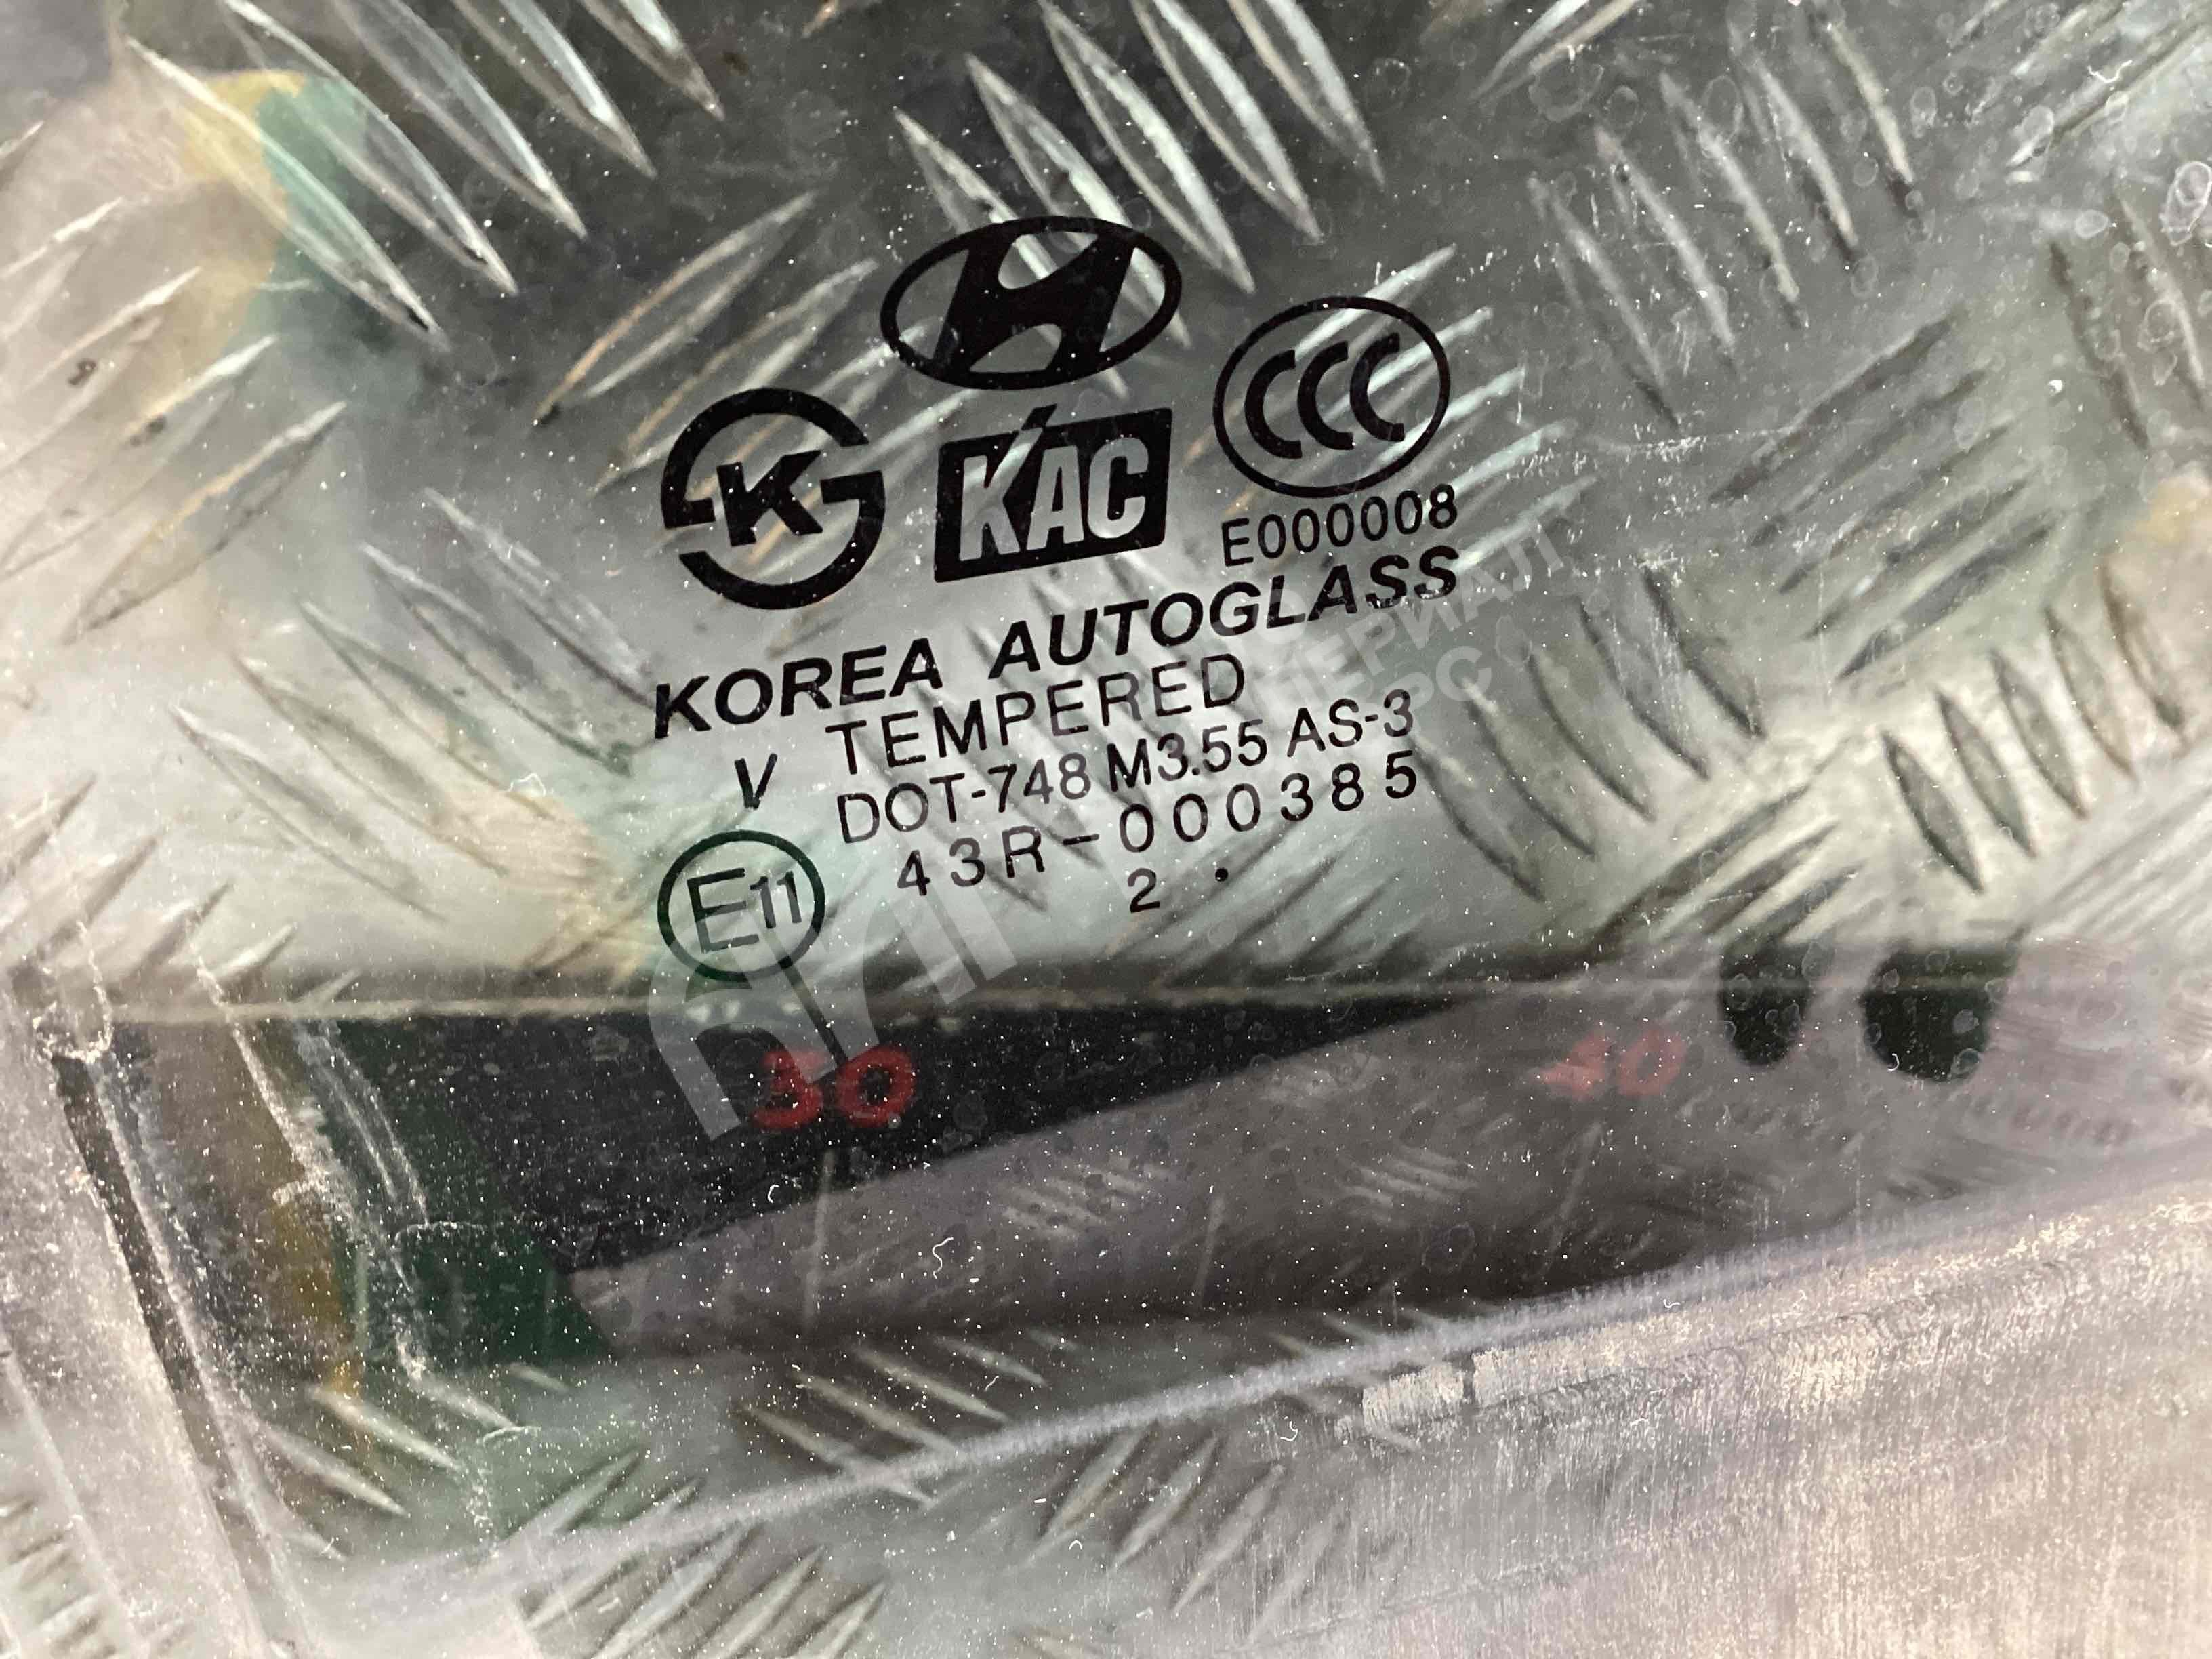 K
KAC
CCC
E000008
KOREA AUTOGLASS
TEMPERED
V DOT-748 M3.55 AS-3
E11 43R-000385
2 .
30
40